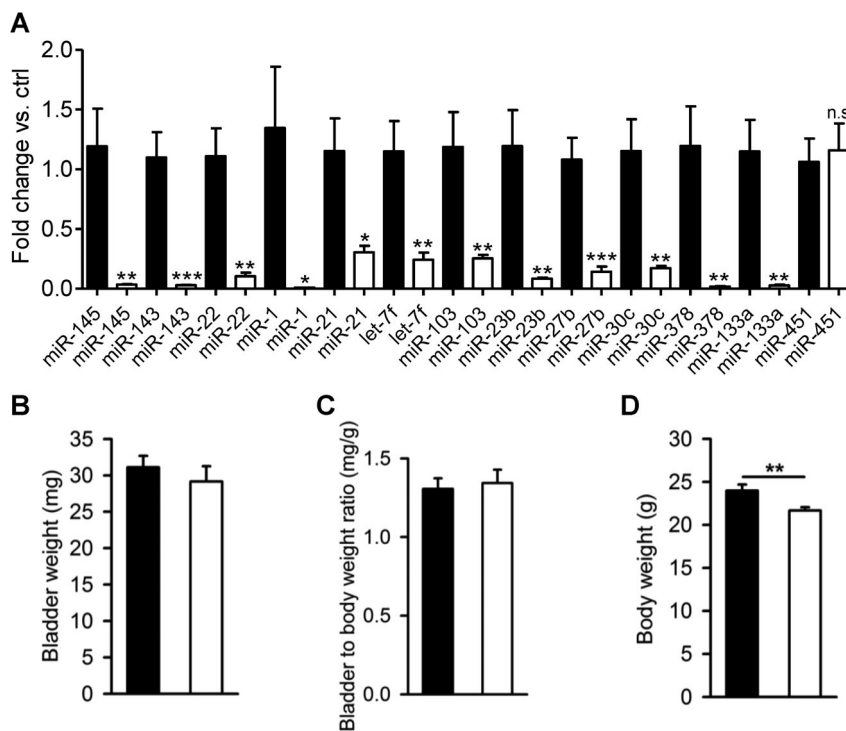 A
Fold change vs. ctrl
2.0
1.5
1.0
0.5
0.0
** *** ** * * ** ** ** *** ** ** ** n.s
miR-145 miR-145 miR-143 miR-143 miR-22 miR-22 miR-1 miR-1 miR-21 miR-21 let-7f let-7f miR-103 miR-103 miR-23b miR-23b miR-27b miR-27b miR-30c miR-30c miR-378 miR-378 miR-133a miR-133a miR-451 miR-451
B
Bladder weight (mg)
35
30
25
20
15
10
5
0
C
Bladder to body weight ratio (mg/g)
1.5
1.0
0.5
0.0
D
Body weight (g)
30
25
20
15
10
5
0
**